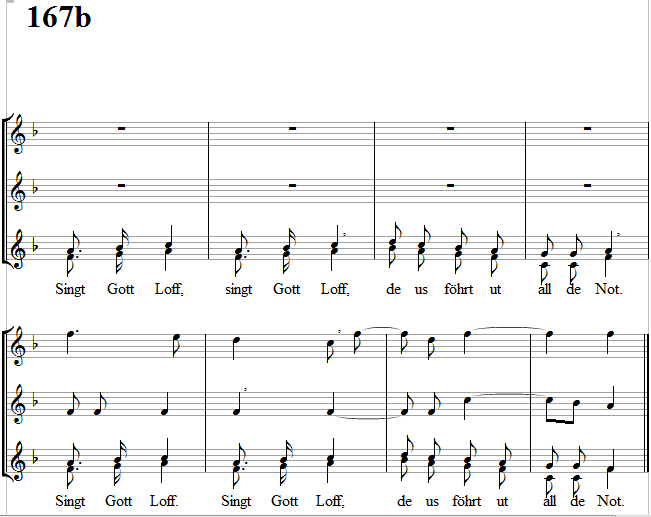 167b
Singt Gott Loff, singt Gott Loff, de us föhrt ut all de Not.
Singt Gott Loff. Singt Gott Loff, de us föhrt ut all de Not.